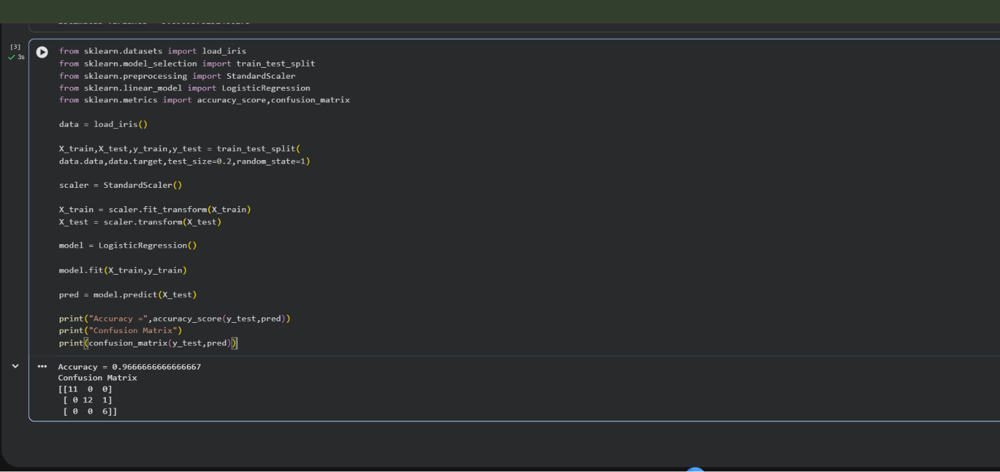 [3]
3s
from sklearn.datasets import load_iris
from sklearn.model_selection import train_test_split
from sklearn.preprocessing import StandardScaler
from sklearn.linear_model import LogisticRegression
from sklearn.metrics import accuracy_score,confusion_matrix
data = load_iris()
X_train,X_test,y_train,y_test = train_test_split(
data.data,data.target,test_size=0.2,random_state=1)
scaler = StandardScaler()
X_train = scaler.fit_transform(X_train)
X_test = scaler.transform(X_test)
model = LogisticRegression()
model.fit(X_train,y_train)
pred = model.predict(X_test)
print("Accuracy =",accuracy_score(y_test,pred))
print("Confusion Matrix")
print(confusion_matrix(y_test,pred))
Accuracy = 0.9666666666666667
Confusion Matrix
[[11  0  0]
 [ 0 12  1]
 [ 0  0  6]]